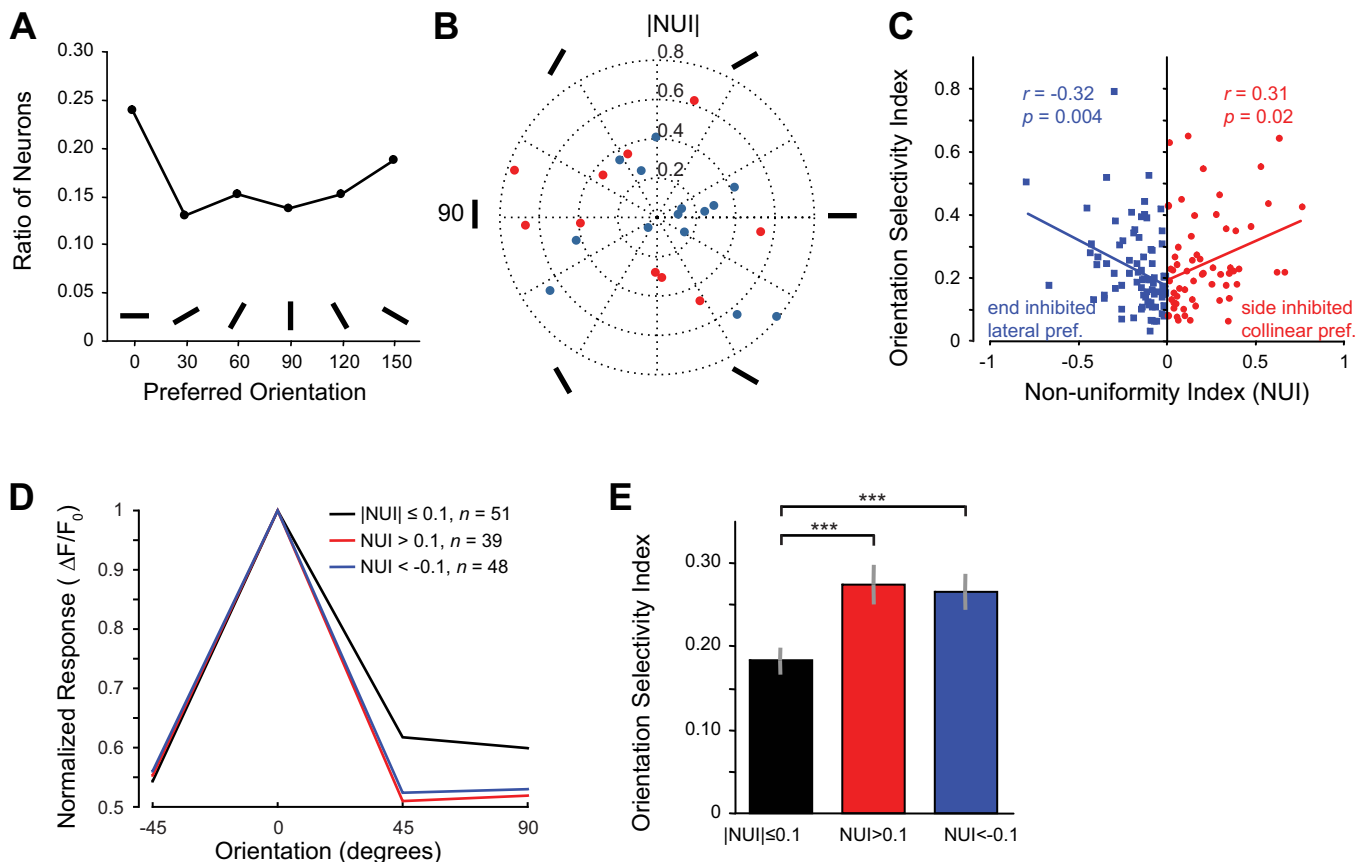 A
0.30
0.25
0.20
0.15
0.10
0.05
0
Ratio of Neurons
0 30 60 90 120 150
Preferred Orientation
B
|NUI|
0.8
0.6
0.4
0.2
90
C
Orientation Selectivity Index
0.8
0.6
0.4
0.2
0
r = -0.32
p = 0.004
r = 0.31
p = 0.02
end inhibited
lateral pref.
side inhibited
collinear pref.
-1 -0.5 0 0.5 1
Non-uniformity Index (NUI)
D
Normalized Response ( ΔF/F0)
1
0.9
0.8
0.7
0.6
0.5
|NUI| ≤ 0.1, n = 51
NUI > 0.1, n = 39
NUI < -0.1, n = 48
-45 0 45 90
Orientation (degrees)
E
Orientation Selectivity Index
0.30
0.20
0.10
0
***
***
|NUI|≤0.1 NUI>0.1 NUI<-0.1